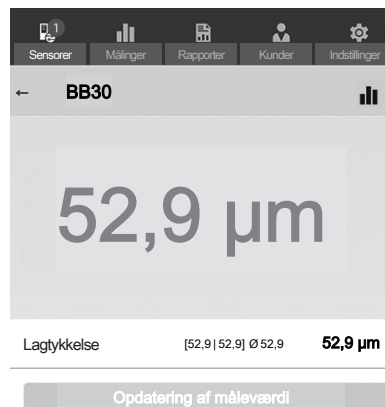 1
Sensorer Målinger Rapporter Kunder Indstillinger
← BB30
52,9 µm
Lagtykkelse [52,9|52,9] Ø 52,9 52,9 µm
Opdatering af måleværdi